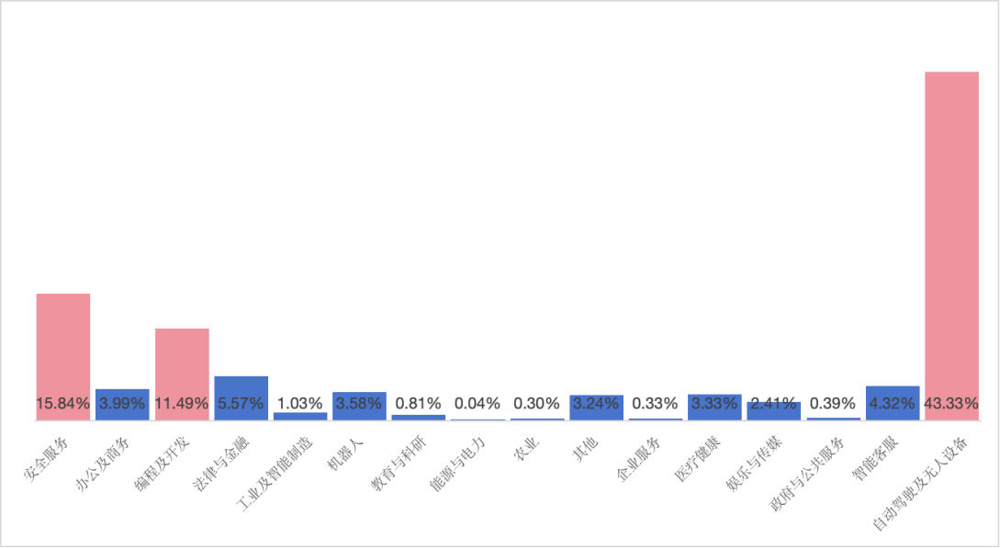 15.84% 3.99% 11.49% 5.57% 1.03% 3.58% 0.81% 0.04% 0.30% 3.24% 0.33% 3.33% 2.41% 0.39% 4.32% 43.33%
安全服务
办公及商务
编程及开发
法律与金融
工业及智能制造
机器人
教育与科研
能源与电力
农业
其他
企业服务
医疗健康
娱乐与传媒
政府与公共服务
智能客服
自动驾驶及无人设备